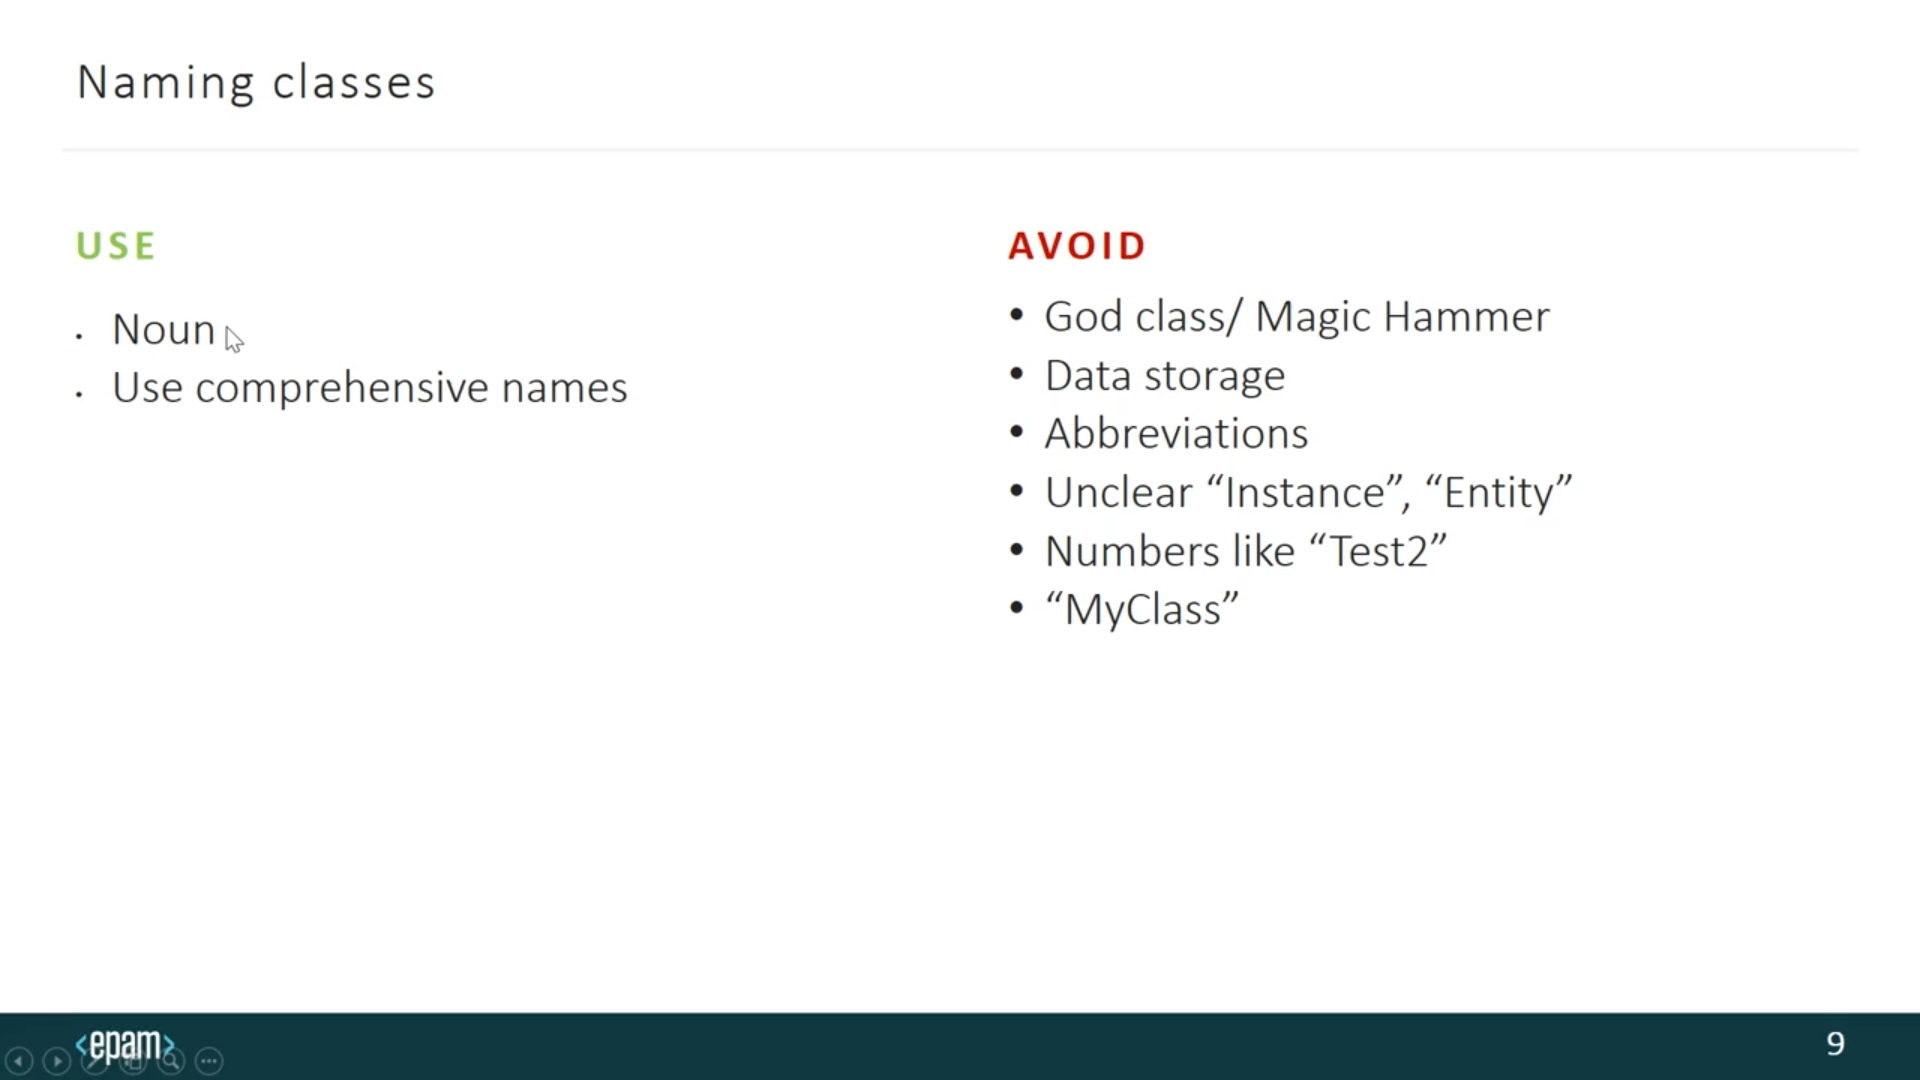 Naming classes
USE
· Noun
· Use comprehensive names
AVOID
• God class/ Magic Hammer
• Data storage
• Abbreviations
• Unclear “Instance”, “Entity”
• Numbers like “Test2”
• “MyClass”
<epam>
9